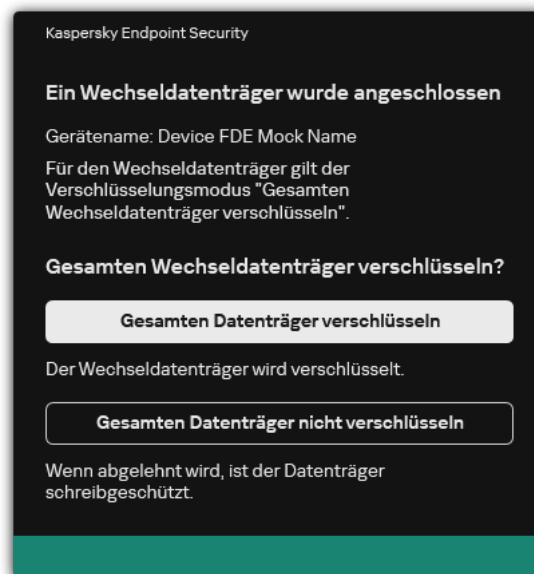 Kaspersky Endpoint Security
Ein Wechseldatenträger wurde angeschlossen
Gerätename: Device FDE Mock Name
Für den Wechseldatenträger gilt der
Verschlüsselungsmodus "Gesamten
Wechseldatenträger verschlüsseln".
Gesamten Wechseldatenträger verschlüsseln?
Gesamten Datenträger verschlüsseln
Der Wechseldatenträger wird verschlüsselt.
Gesamten Datenträger nicht verschlüsseln
Wenn abgelehnt wird, ist der Datenträger
schreibgeschützt.